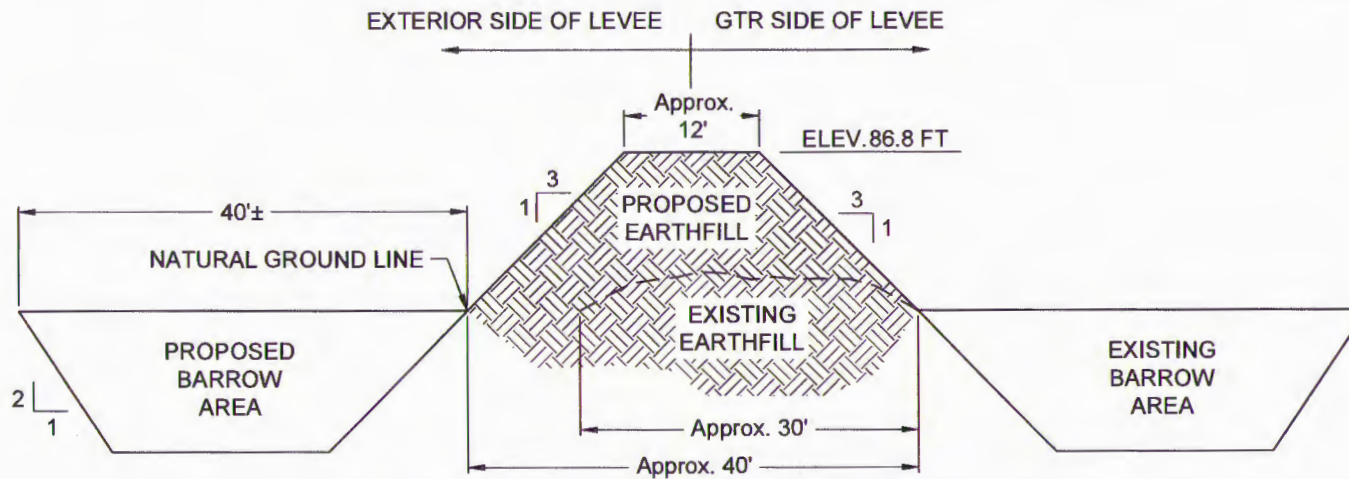 EXTERIOR SIDE OF LEVEE
GTR SIDE OF LEVEE
Approx.
12'
ELEV.86.8 FT
3
1
3
1
PROPOSED
EARTHFILL
40'±
NATURAL GROUND LINE
EXISTING
EARTHFILL
PROPOSED
BARROW
AREA
EXISTING
BARROW
AREA
2
1
Approx. 30'
Approx. 40'